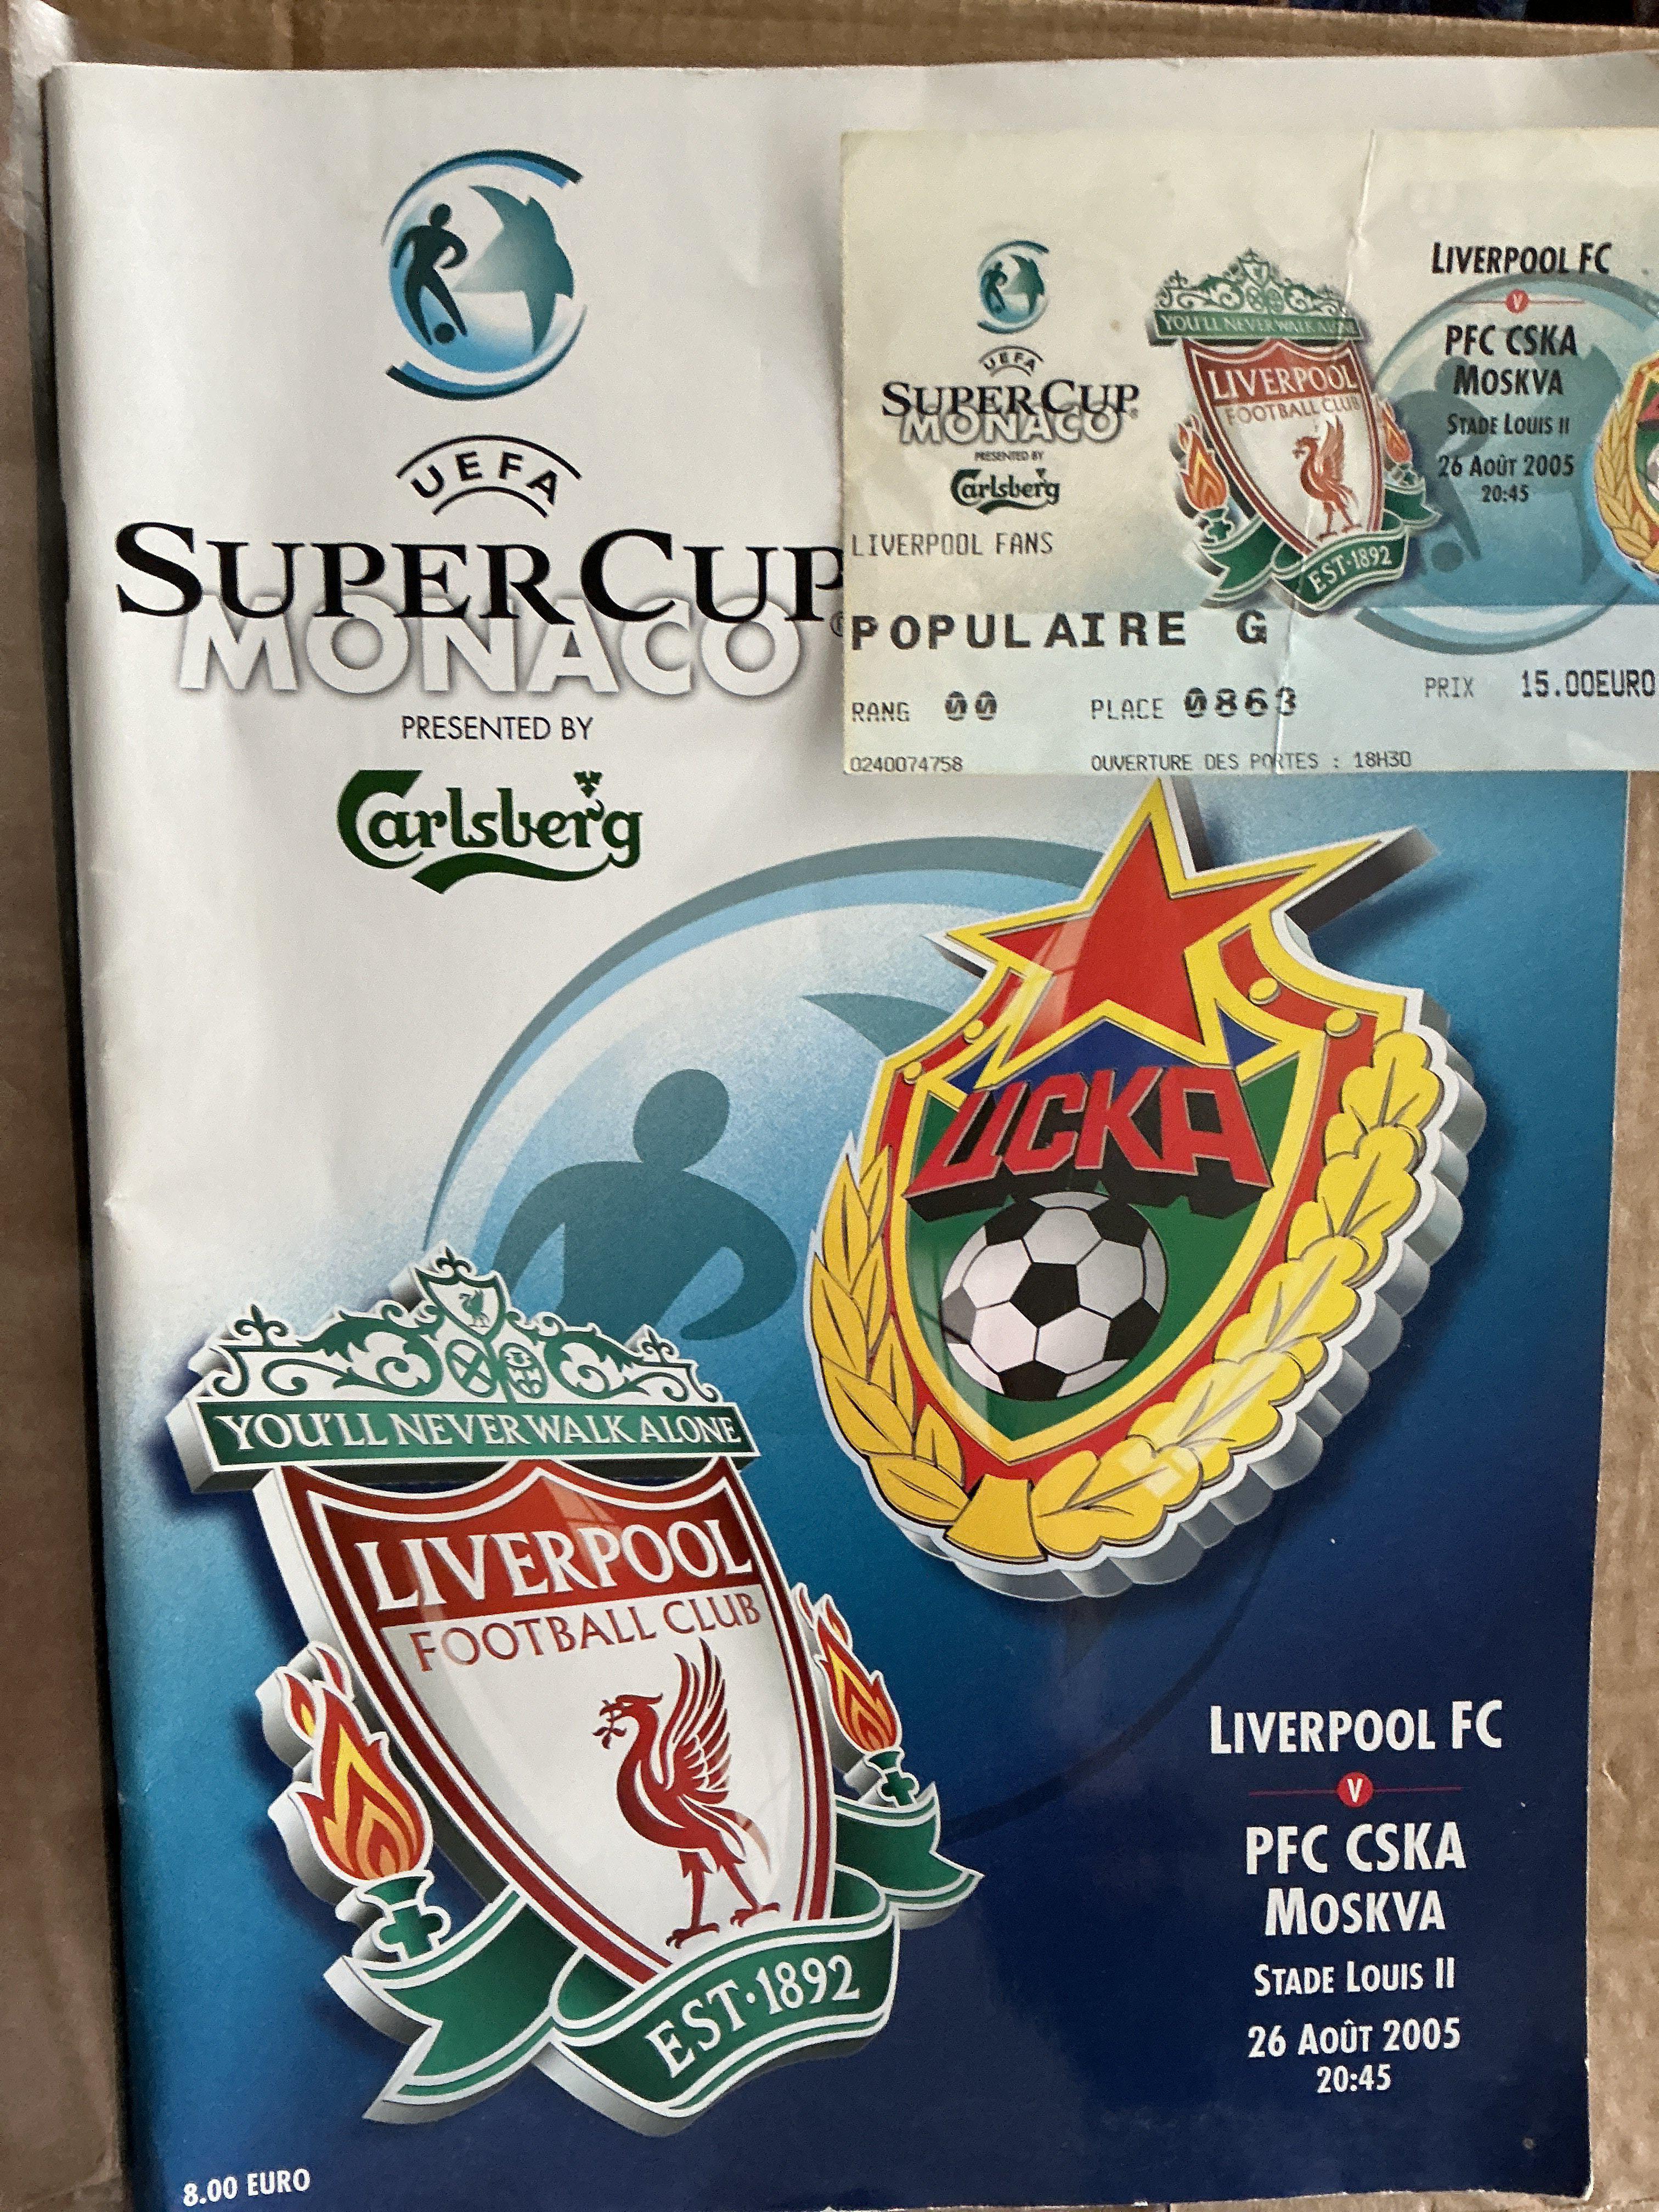 UEFA
SUPER CUP
MONACO
PRESENTED BY
Carlsberg
UEFA
SUPER CUP®
MONACO
PRESENTED BY
Carlsberg
LIVERPOOL FANS
YOU'LL NEVER WALK ALONE
LIVERPOOL
FOOTBALL CLUB
EST·1892
LIVERPOOL FC
V
PFC CSKA
MOSKVA
STADE LOUIS II
26 AOÛT 2005
20:45
POPULAIRE G
RANG 00 PLACE 0863 PRIX 15.00EURO
0240074758 OUVERTURE DES PORTES : 18H30
ЦСКА
YOU'LL NEVER WALK ALONE
LIVERPOOL
FOOTBALL CLUB
EST·1892
LIVERPOOL FC
V
PFC CSKA
MOSKVA
STADE LOUIS II
26 AOÛT 2005
20:45
8.00 EURO